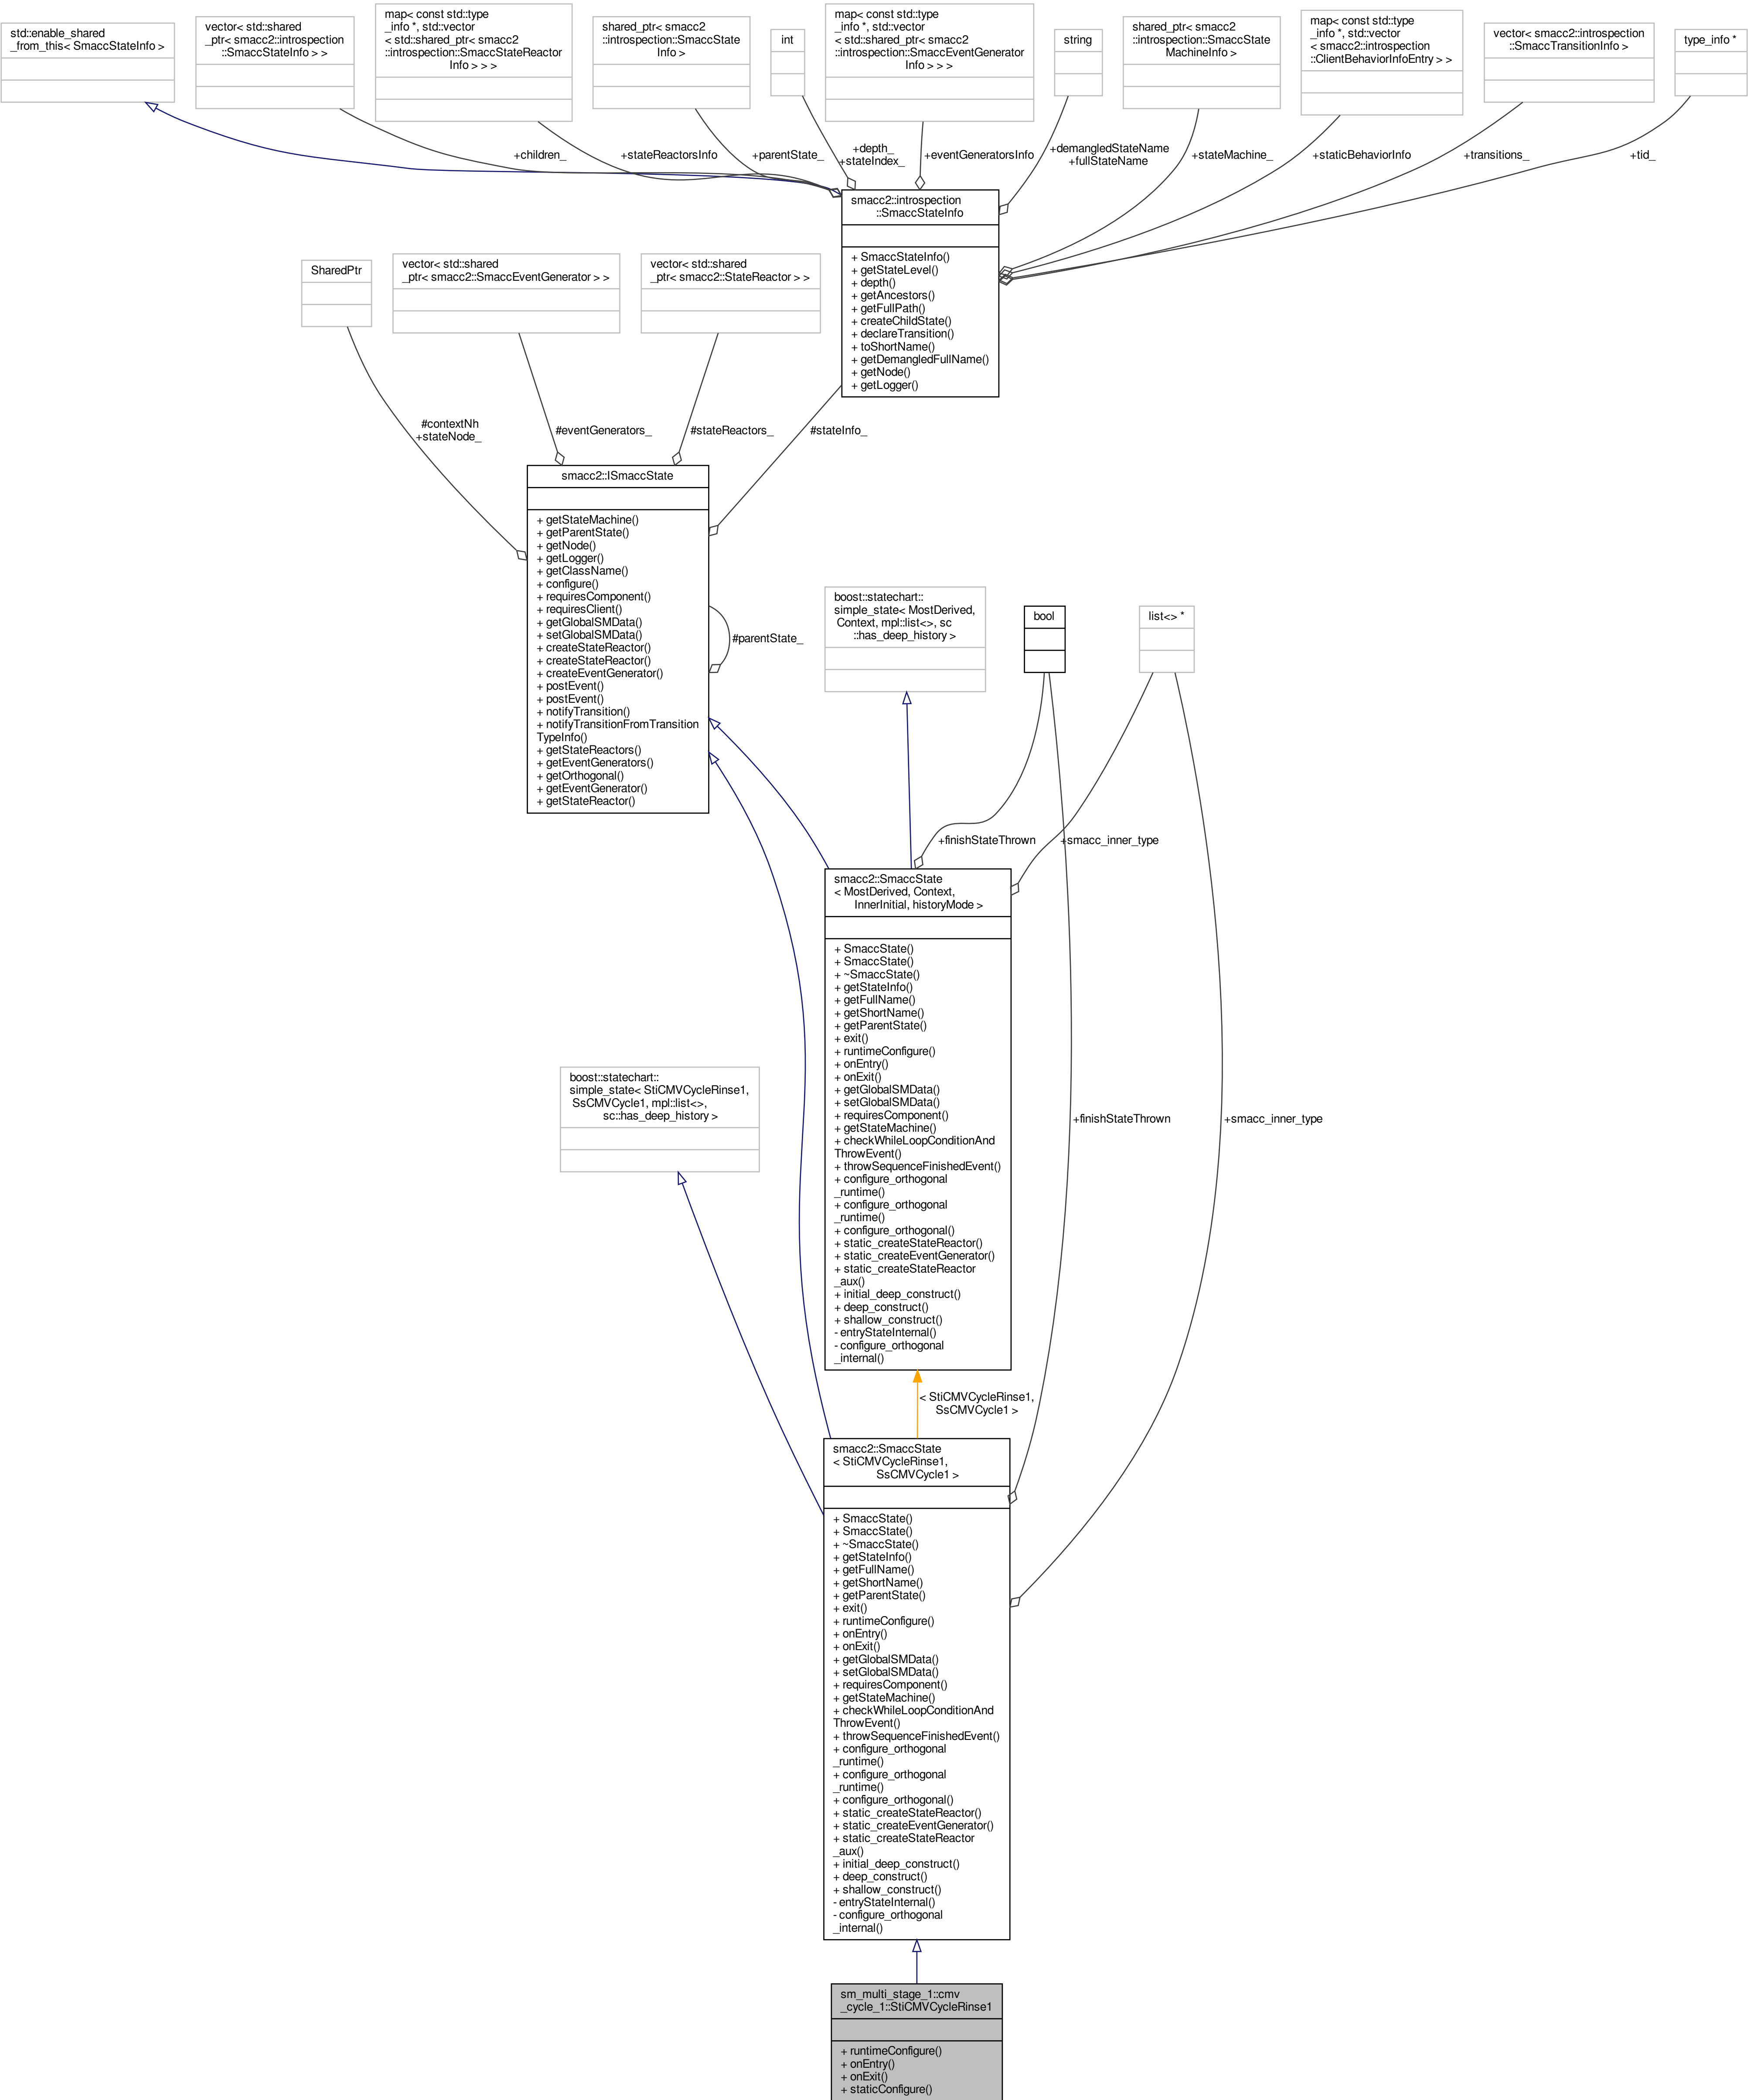 std::enable_shared
_from_this< SmaccStateInfo >
vector< std::shared
_ptr< smacc2::introspection
::SmaccStateInfo > >
map< const std::type
_info *, std::vector
< std::shared_ptr< smacc2
::introspection::SmaccStateReactor
Info > > >
shared_ptr< smacc2
::introspection::SmaccState
Info >
int
map< const std::type
_info *, std::vector
< std::shared_ptr< smacc2
::introspection::SmaccEventGenerator
Info > > >
string
shared_ptr< smacc2
::introspection::SmaccState
MachineInfo >
map< const std::type
_info *, std::vector
< smacc2::introspection
::ClientBehaviorInfoEntry > >
vector< smacc2::introspection
::SmaccTransitionInfo >
type_info *
+children_
+stateReactorsInfo
+parentState_
+depth_
+stateIndex_
+eventGeneratorsInfo
+demangledStateName
+fullStateName
+stateMachine_
+staticBehaviorInfo
+transitions_
+tid_
smacc2::introspection
::SmaccStateInfo
+ SmaccStateInfo()
+ getStateLevel()
+ depth()
+ getAncestors()
+ getFullPath()
+ createChildState()
+ declareTransition()
+ toShortName()
+ getDemangledFullName()
+ getNode()
+ getLogger()
SharedPtr
vector< std::shared
_ptr< smacc2::SmaccEventGenerator > >
vector< std::shared
_ptr< smacc2::StateReactor > >
#contextNh
+stateNode_
#eventGenerators_
#stateReactors_
#stateInfo_
smacc2::ISmaccState
+ getStateMachine()
+ getParentState()
+ getNode()
+ getLogger()
+ getClassName()
+ configure()
+ requiresComponent()
+ requiresClient()
+ getGlobalSMData()
+ setGlobalSMData()
+ createStateReactor()
+ createStateReactor()
+ createEventGenerator()
+ postEvent()
+ postEvent()
+ notifyTransition()
+ notifyTransitionFromTransition
TypeInfo()
+ getStateReactors()
+ getEventGenerators()
+ getOrthogonal()
+ getEventGenerator()
+ getStateReactor()
#parentState_
boost::statechart::
simple_state< MostDerived,
Context, mpl::list<>, sc
::has_deep_history >
bool
list<> *
+finishStateThrown
+smacc_inner_type
smacc2::SmaccState
< MostDerived, Context,
InnerInitial, historyMode >
+ SmaccState()
+ SmaccState()
+ ~SmaccState()
+ getStateInfo()
+ getFullName()
+ getShortName()
+ getParentState()
+ exit()
+ runtimeConfigure()
+ onEntry()
+ onExit()
+ getGlobalSMData()
+ setGlobalSMData()
+ requiresComponent()
+ getStateMachine()
+ checkWhileLoopConditionAnd
ThrowEvent()
+ throwSequenceFinishedEvent()
+ configure_orthogonal
_runtime()
+ configure_orthogonal
_runtime()
+ configure_orthogonal()
+ static_createStateReactor()
+ static_createEventGenerator()
+ static_createStateReactor
_aux()
+ initial_deep_construct()
+ deep_construct()
+ shallow_construct()
- entryStateInternal()
- configure_orthogonal
_internal()
boost::statechart::
simple_state< StiCMVCycleRinse1,
SsCMVCycle1, mpl::list<>,
sc::has_deep_history >
+finishStateThrown
+smacc_inner_type
< StiCMVCycleRinse1,
SsCMVCycle1 >
smacc2::SmaccState
< StiCMVCycleRinse1,
SsCMVCycle1 >
+ SmaccState()
+ SmaccState()
+ ~SmaccState()
+ getStateInfo()
+ getFullName()
+ getShortName()
+ getParentState()
+ exit()
+ runtimeConfigure()
+ onEntry()
+ onExit()
+ getGlobalSMData()
+ setGlobalSMData()
+ requiresComponent()
+ getStateMachine()
+ checkWhileLoopConditionAnd
ThrowEvent()
+ throwSequenceFinishedEvent()
+ configure_orthogonal
_runtime()
+ configure_orthogonal
_runtime()
+ configure_orthogonal()
+ static_createStateReactor()
+ static_createEventGenerator()
+ static_createStateReactor
_aux()
+ initial_deep_construct()
+ deep_construct()
+ shallow_construct()
- entryStateInternal()
- configure_orthogonal
_internal()
sm_multi_stage_1::cmv
_cycle_1::StiCMVCycleRinse1
+ runtimeConfigure()
+ onEntry()
+ onExit()
+ staticConfigure()